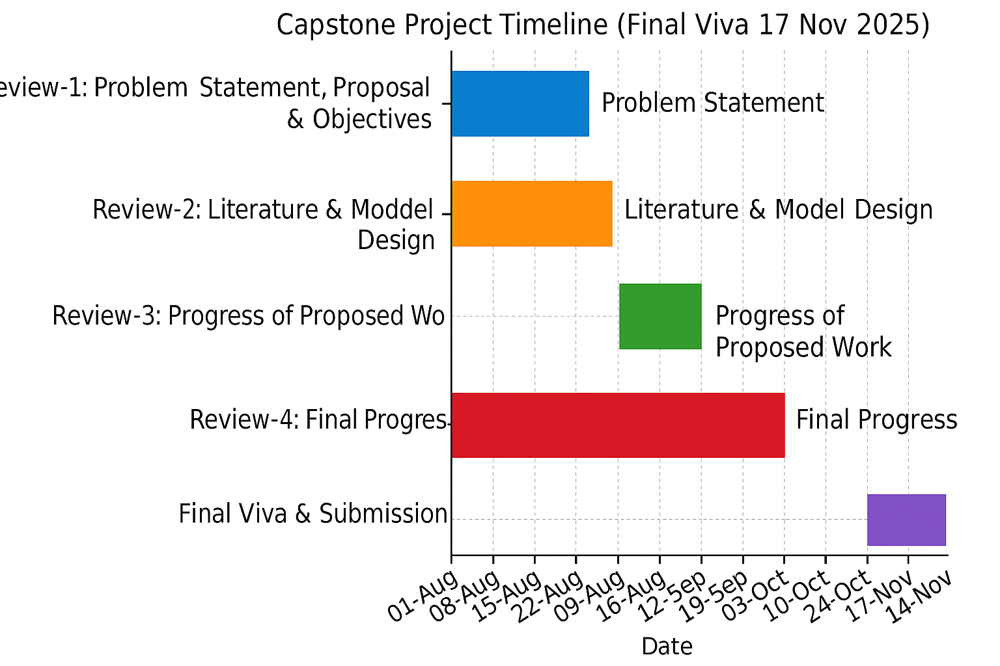 Capstone Project Timeline (Final Viva 17 Nov 2025)
eview-1: Problem Statement, Proposal
& Objectives
Problem Statement
Review-2: Literature & Moddel
Design
Literature & Model Design
Review-3: Progress of Proposed Wo
Progress of
Proposed Work
Review-4: Final Progres
Final Progress
Final Viva & Submission
01-Aug
08-Aug
15-Aug
22-Aug
09-Aug
16-Aug
12-Sep
19-Sep
03-Oct
10-Oct
24-Oct
17-Nov
14-Nov
Date